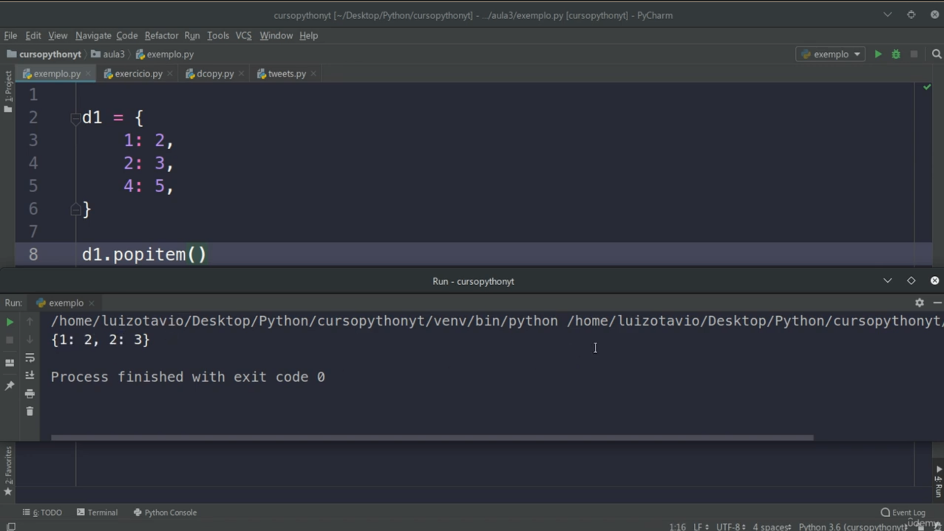 cursopythonyt [~/Desktop/Python/cursopythonyt] - .../aula3/exemplo.py [cursopythonyt] - PyCharm
File Edit View Navigate Code Refactor Run Tools VCS Window Help
cursopythonyt aula3 exemplo.py exemplo
exemplo.py exercicio.py dcopy.py tweets.py
1: Project
1
2 d1 = {
3 1: 2,
4 2: 3,
5 4: 5,
6 }
7
8 d1.popitem()
Run - cursopythonyt
Run: exemplo
/home/luizotavio/Desktop/Python/cursopythonyt/venv/bin/python /home/luizotavio/Desktop/Python/cursopythonyt/
{1: 2, 2: 3}
Process finished with exit code 0
2: Favorites
4: Run
6: TODO Terminal Python Console Event Log
1:16 LF UTF-8 4 spaces Python 3.6 (cursopythonyt)
udemy